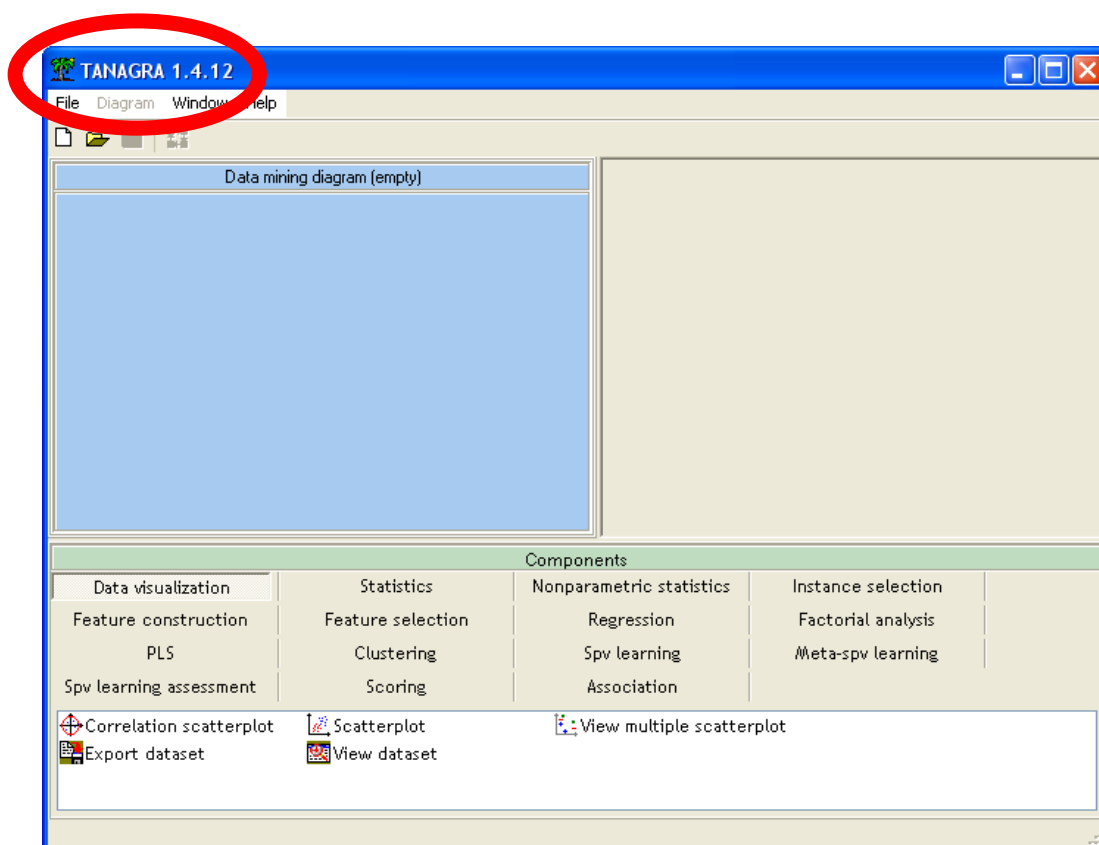 TANAGRA 1.4.12
File Diagram Window Help
Data mining diagram (empty)
Components
Data visualization Statistics Nonparametric statistics Instance selection
Feature construction Feature selection Regression Factorial analysis
PLS Clustering Spv learning Meta-spv learning
Spv learning assessment Scoring Association
Correlation scatterplot Scatterplot View multiple scatterplot
Export dataset View dataset